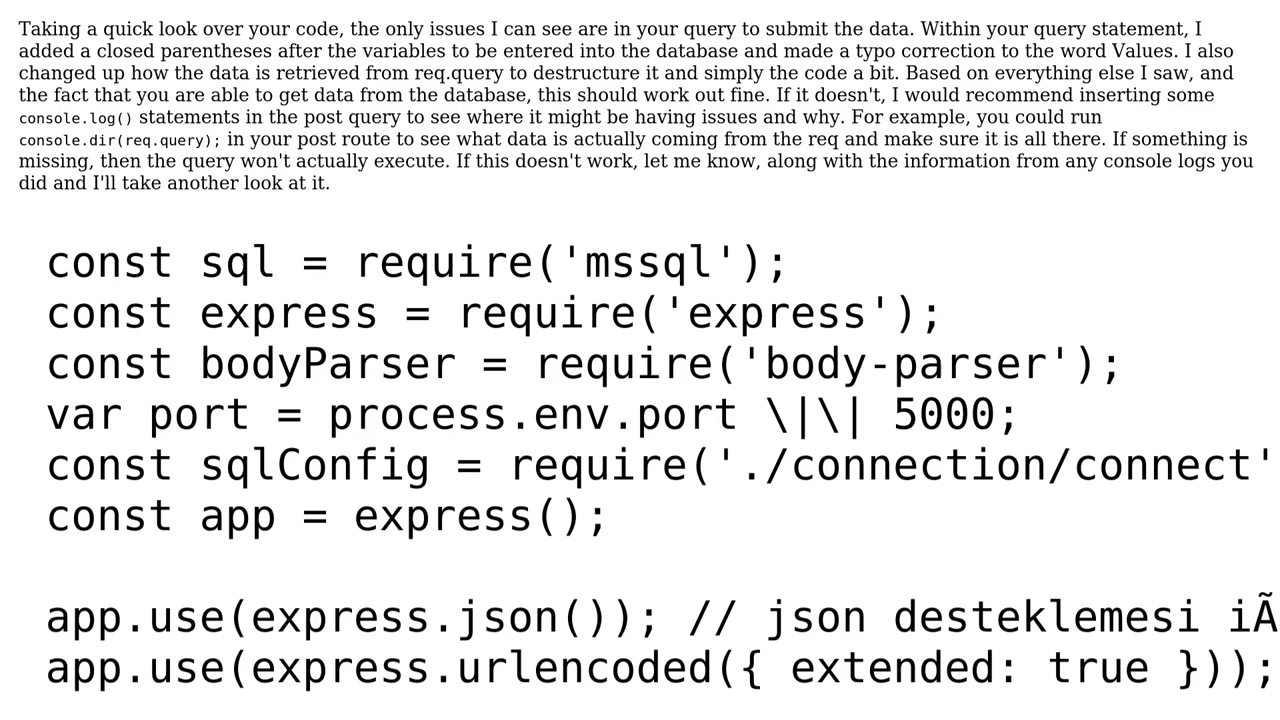 Taking a quick look over your code, the only issues I can see are in your query to submit the data. Within your query statement, I
added a closed parentheses after the variables to be entered into the database and made a typo correction to the word Values. I also
changed up how the data is retrieved from req.query to destructure it and simply the code a bit. Based on everything else I saw, and
the fact that you are able to get data from the database, this should work out fine. If it doesn't, I would recommend inserting some
console.log() statements in the post query to see where it might be having issues and why. For example, you could run
console.dir(req.query); in your post route to see what data is actually coming from the req and make sure it is all there. If something is
missing, then the query won't actually execute. If this doesn't work, let me know, along with the information from any console logs you
did and I'll take another look at it.
const sql = require('mssql');
const express = require('express');
const bodyParser = require('body-parser');
var port = process.env.port \|\| 5000;
const sqlConfig = require('./connection/connect'
const app = express();
app.use(express.json()); // json desteklemesi iÃ
app.use(express.urlencoded({ extended: true }));